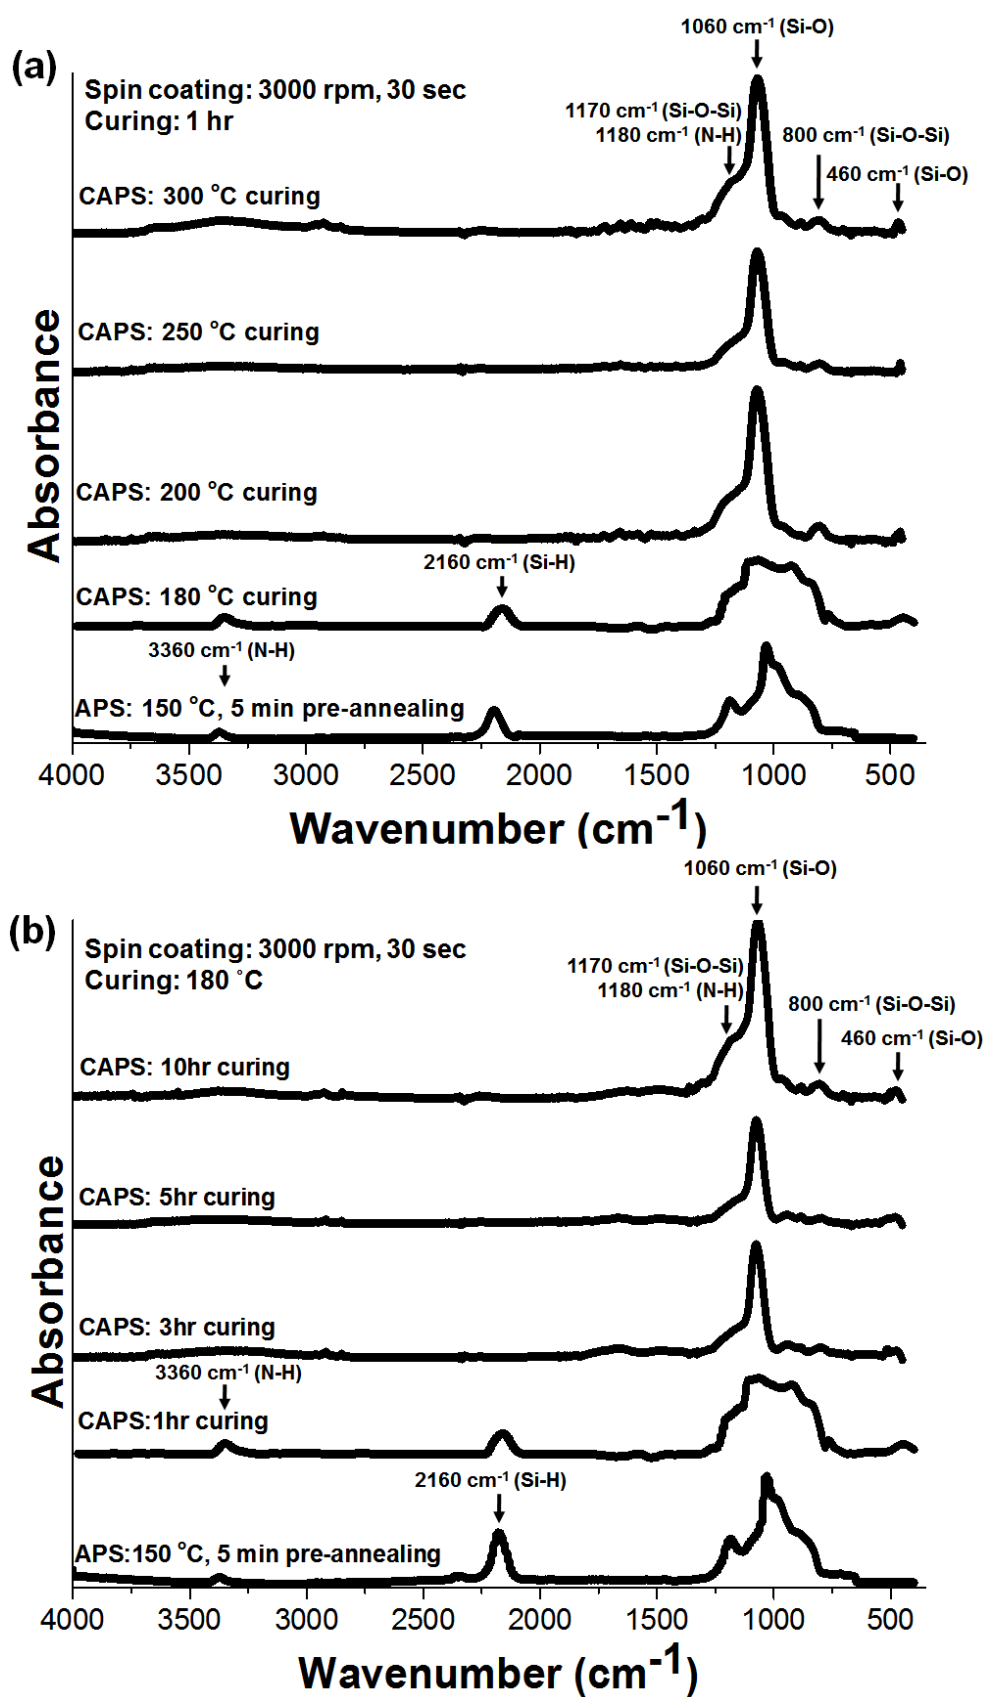 1060 cm-1 (Si-O)
(a)
Spin coating: 3000 rpm, 30 sec
Curing: 1 hr
1170 cm-1 (Si-O-Si)
1180 cm-1 (N-H)
800 cm-1 (Si-O-Si)
460 cm-1 (Si-O)
CAPS: 300 °C curing
CAPS: 250 °C curing
CAPS: 200 °C curing
2160 cm-1 (Si-H)
CAPS: 180 °C curing
3360 cm-1 (N-H)
APS: 150 °C, 5 min pre-annealing
Absorbance
4000 3500 3000 2500 2000 1500 1000 500
Wavenumber (cm-1)
1060 cm-1 (Si-O)
(b)
Spin coating: 3000 rpm, 30 sec
Curing: 180 °C
1170 cm-1 (Si-O-Si)
1180 cm-1 (N-H)
800 cm-1 (Si-O-Si)
460 cm-1 (Si-O)
CAPS: 10hr curing
CAPS: 5hr curing
CAPS: 3hr curing
3360 cm-1 (N-H)
CAPS:1hr curing
2160 cm-1 (Si-H)
APS:150 °C, 5 min pre-annealing
Absorbance
4000 3500 3000 2500 2000 1500 1000 500
Wavenumber (cm-1)